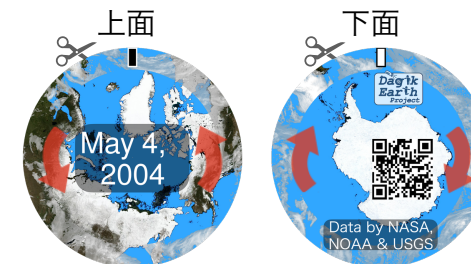 上面
May 4,
2004
下面
Dagik
Earth
Project
Data by NASA,
NOAA & USGS